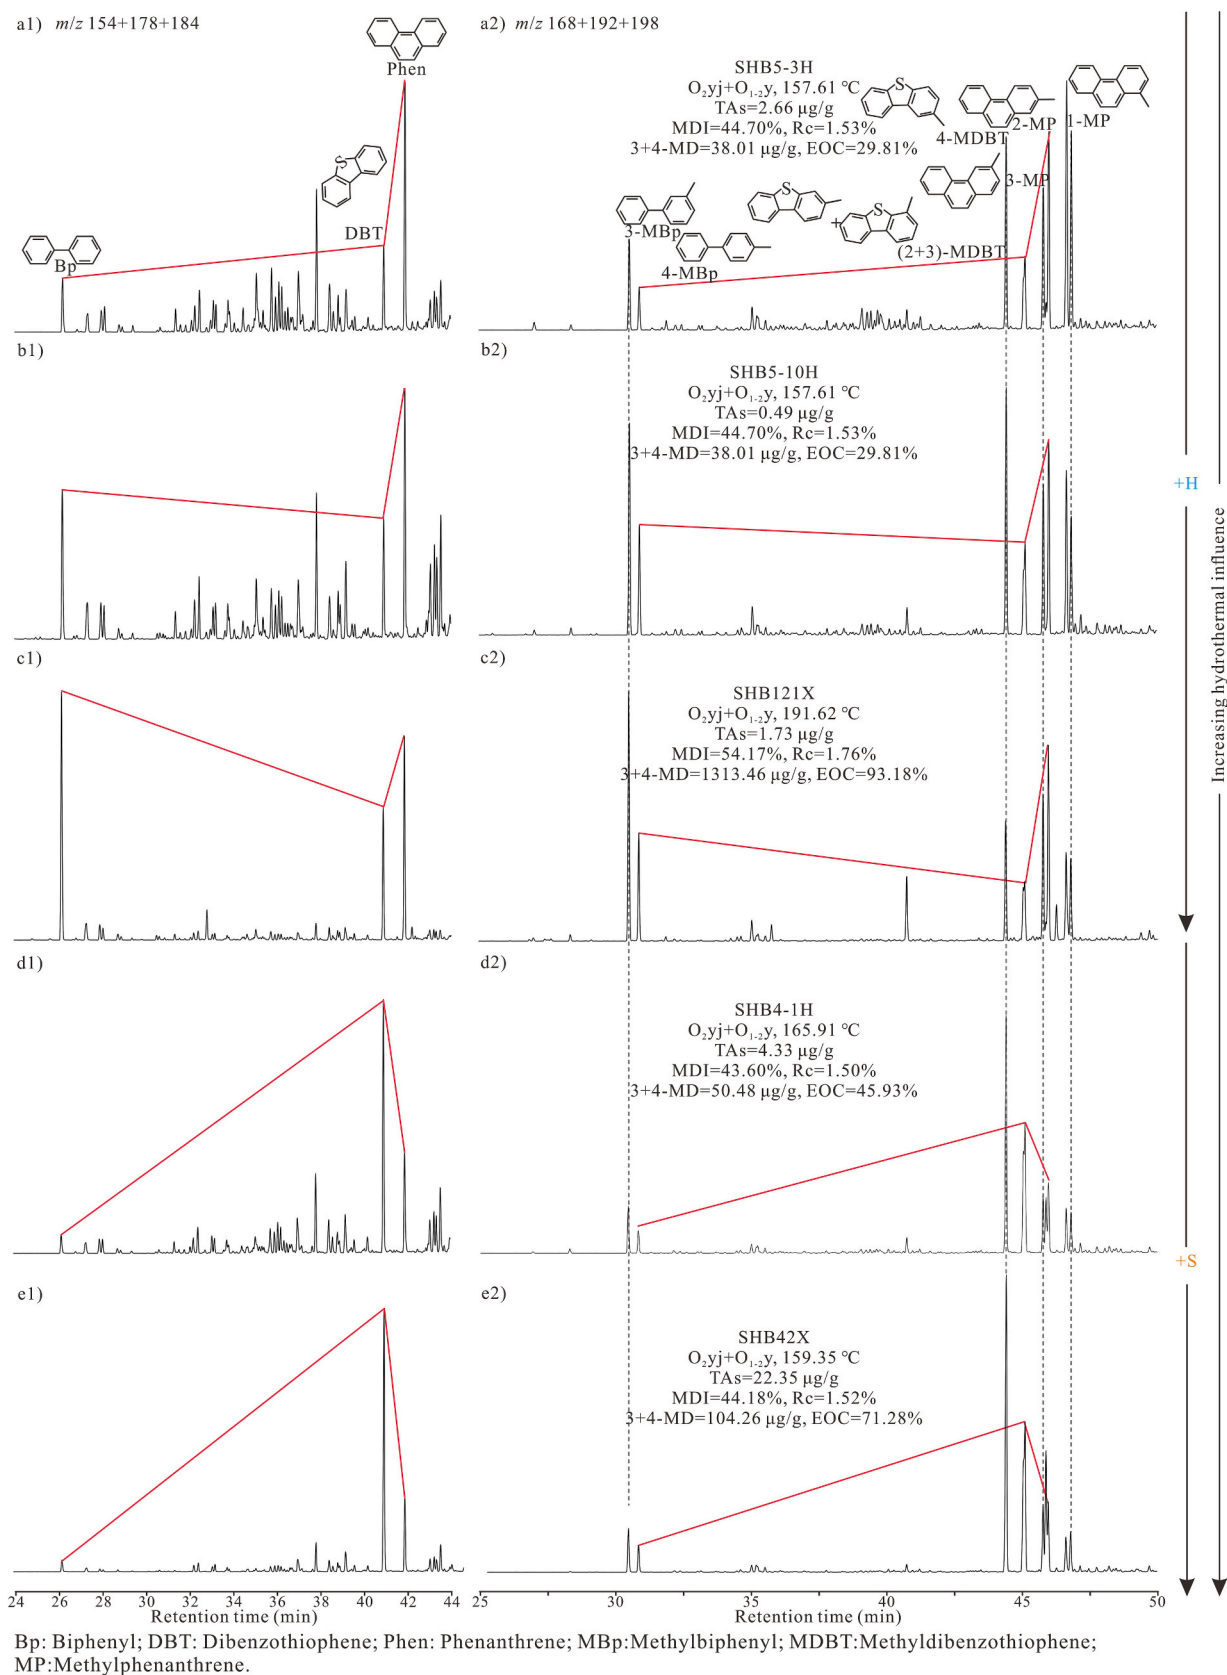 a1) m/z 154+178+184
Phen
S
DBT
Bp
a2) m/z 168+192+198
SHB5-3H
O₂yj+O₁₋₂y, 157.61 ℃
TAs=2.66 μg/g
MDI=44.70%, Rc=1.53%
3+4-MD=38.01 μg/g, EOC=29.81%
S
4-MDBT
2-MP
1-MP
3-MP
3-MBp
4-MBp
S
+
S
(2+3)-MDBT
b1)
b2)
SHB5-10H
O₂yj+O₁₋₂y, 157.61 ℃
TAs=0.49 μg/g
MDI=44.70%, Rc=1.53%
3+4-MD=38.01 μg/g, EOC=29.81%
+H
Increasing hydrothermal influence
c1)
c2)
SHB121X
O₂yj+O₁₋₂y, 191.62 ℃
TAs=1.73 μg/g
MDI=54.17%, Rc=1.76%
3+4-MD=1313.46 μg/g, EOC=93.18%
d1)
d2)
SHB4-1H
O₂yj+O₁₋₂y, 165.91 ℃
TAs=4.33 μg/g
MDI=43.60%, Rc=1.50%
3+4-MD=50.48 μg/g, EOC=45.93%
+S
e1)
e2)
SHB42X
O₂yj+O₁₋₂y, 159.35 ℃
TAs=22.35 μg/g
MDI=44.18%, Rc=1.52%
3+4-MD=104.26 μg/g, EOC=71.28%
24 26 28 30 32 34 36 38 40 42 44
Retention time (min)
25 30 35 40 45 50
Retention time (min)
Bp: Biphenyl; DBT: Dibenzothiophene; Phen: Phenanthrene; MBp:Methylbiphenyl; MDBT:Methyldibenzothiophene;
MP:Methylphenanthrene.